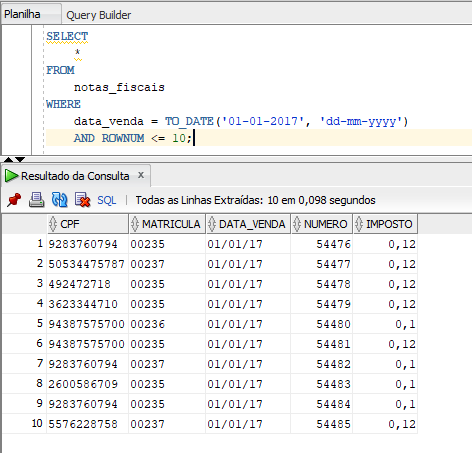 Planilha Query Builder
SELECT
*
FROM
notas_fiscais
WHERE
data_venda = TO_DATE('01-01-2017', 'dd-mm-yyyy')
AND ROWNUM <= 10;
Resultado da Consulta x
SQL | Todas as Linhas Extraídas: 10 em 0,098 segundos
CPF MATRICULA DATA_VENDA NUMERO IMPOSTO
1 9283760794 00235 01/01/17 54476 0,12
2 50534475787 00237 01/01/17 54477 0,12
3 492472718 00235 01/01/17 54478 0,12
4 3623344710 00235 01/01/17 54479 0,12
5 94387575700 00236 01/01/17 54480 0,1
6 94387575700 00235 01/01/17 54481 0,12
7 9283760794 00237 01/01/17 54482 0,1
8 2600586709 00235 01/01/17 54483 0,1
9 9283760794 00235 01/01/17 54484 0,1
10 5576228758 00237 01/01/17 54485 0,12